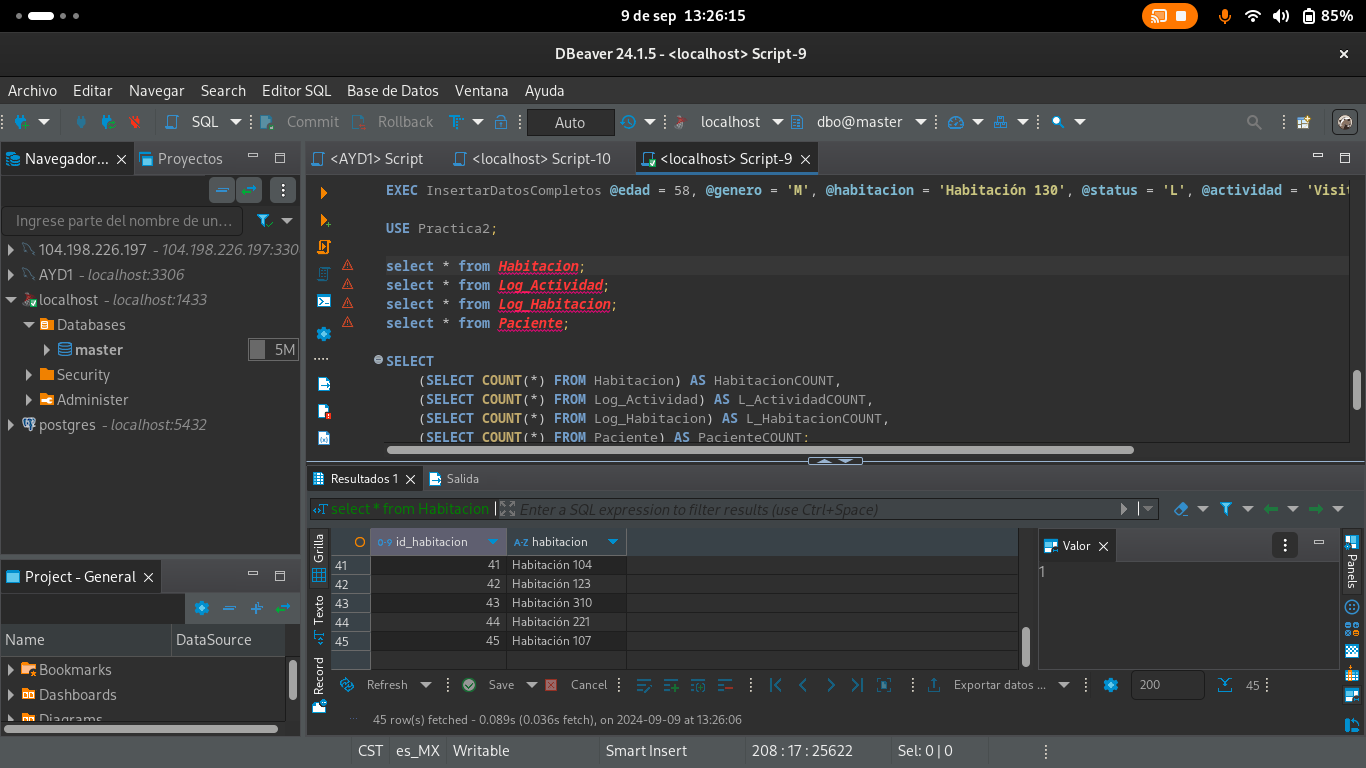 9 de sep 13:26:15
85%
DBeaver 24.1.5 - <localhost> Script-9
Archivo Editar Navegar Search Editor SQL Base de Datos Ventana Ayuda
SQL Commit Rollback Auto localhost dbo@master
Navegador... Proyectos
<AYD1> Script <localhost> Script-10 <localhost> Script-9
Ingrese parte del nombre de un...
104.198.226.197 - 104.198.226.197:330
AYD1 - localhost:3306
localhost - localhost:1433
Databases
master 5M
Security
Administer
postgres - localhost:5432
EXEC InsertarDatosCompletos @edad = 58, @genero = 'M', @habitacion = 'Habitación 130', @status = 'L', @actividad = 'Visit
USE Practica2;
select * from Habitacion;
select * from Log_Actividad;
select * from Log_Habitacion;
select * from Paciente;
SELECT
(SELECT COUNT(*) FROM Habitacion) AS HabitacionCOUNT,
(SELECT COUNT(*) FROM Log_Actividad) AS L_ActividadCOUNT,
(SELECT COUNT(*) FROM Log_Habitacion) AS L_HabitacionCOUNT,
(SELECT COUNT(*) FROM Paciente) AS PacienteCOUNT;
Project - General
Name DataSource
Bookmarks
Dashboards
Diagrams
Resultados 1 Salida
select * from Habitacion Enter a SQL expression to filter results (use Ctrl+Space)
Grilla
Texto
Record
id_habitacion habitacion
41 41 Habitación 104
42 42 Habitación 123
43 43 Habitación 310
44 44 Habitación 221
45 45 Habitación 107
Valor
1
Panels
Refresh Save Cancel Exportar datos ... 200 45
45 row(s) fetched - 0.089s (0.036s fetch), on 2024-09-09 at 13:26:06
CST es_MX Writable Smart Insert 208 : 17 : 25622 Sel: 0 | 0